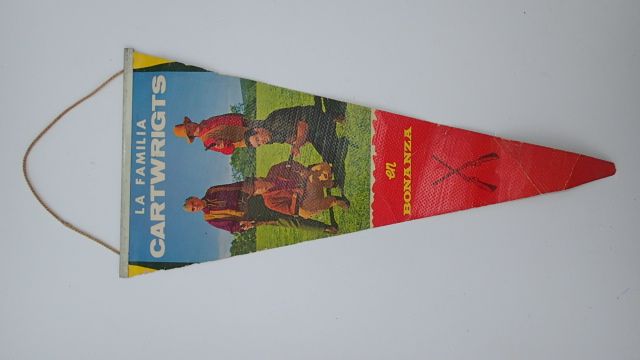 LA FAMILIA
CARTWRIGTS
en
BONANZA